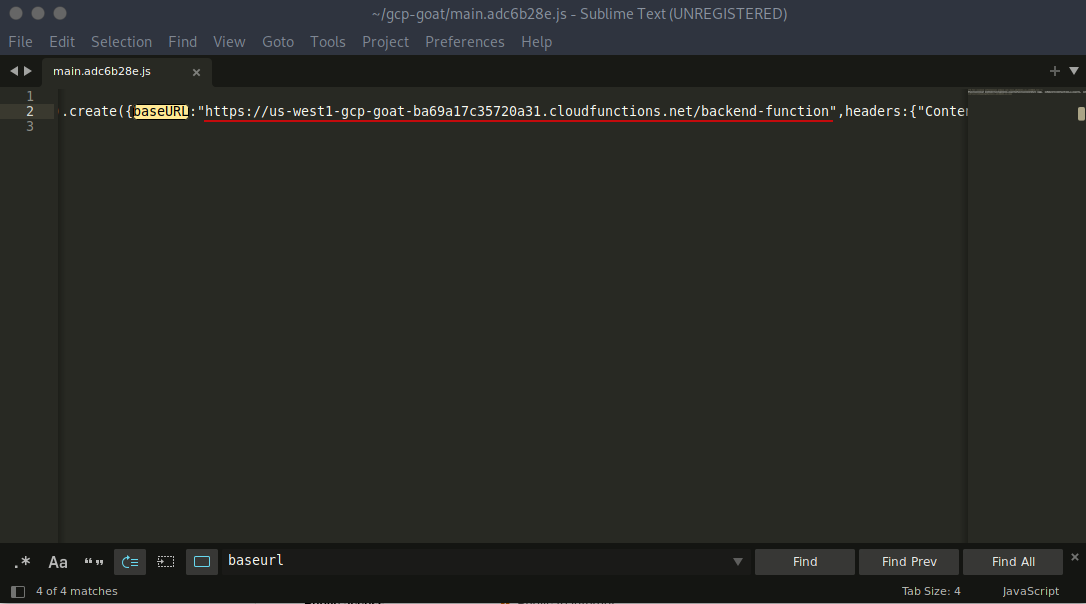 ~/gcp-goat/main.adc6b28e.js - Sublime Text (UNREGISTERED)
File Edit Selection Find View Goto Tools Project Preferences Help
main.adc6b28e.js ×
1
2 .create({baseURL:"https://us-west1-gcp-goat-ba69a17c35720a31.cloudfunctions.net/backend-function",headers:{"Conte
3
.* Aa “” baseurl Find Find Prev Find All ×
4 of 4 matches Tab Size: 4 JavaScript